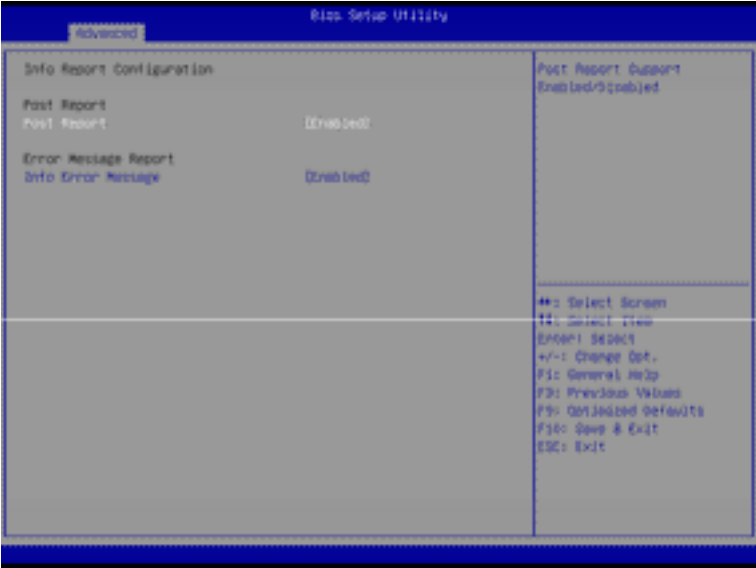 Bios Setup Utility
Advanced
Info Report Configuration
Post Report
Post Report [Enabled]
Error Message Report
Info Error Message [Enabled]
Post Report Support
Enabled/Disabled
: Select Screen
: Select Item
Enter: Select
+/-: Change Opt.
F1: General Help
Previous Values
F9: Optimized Defaults
F10: Save & Exit
ESC: Exit